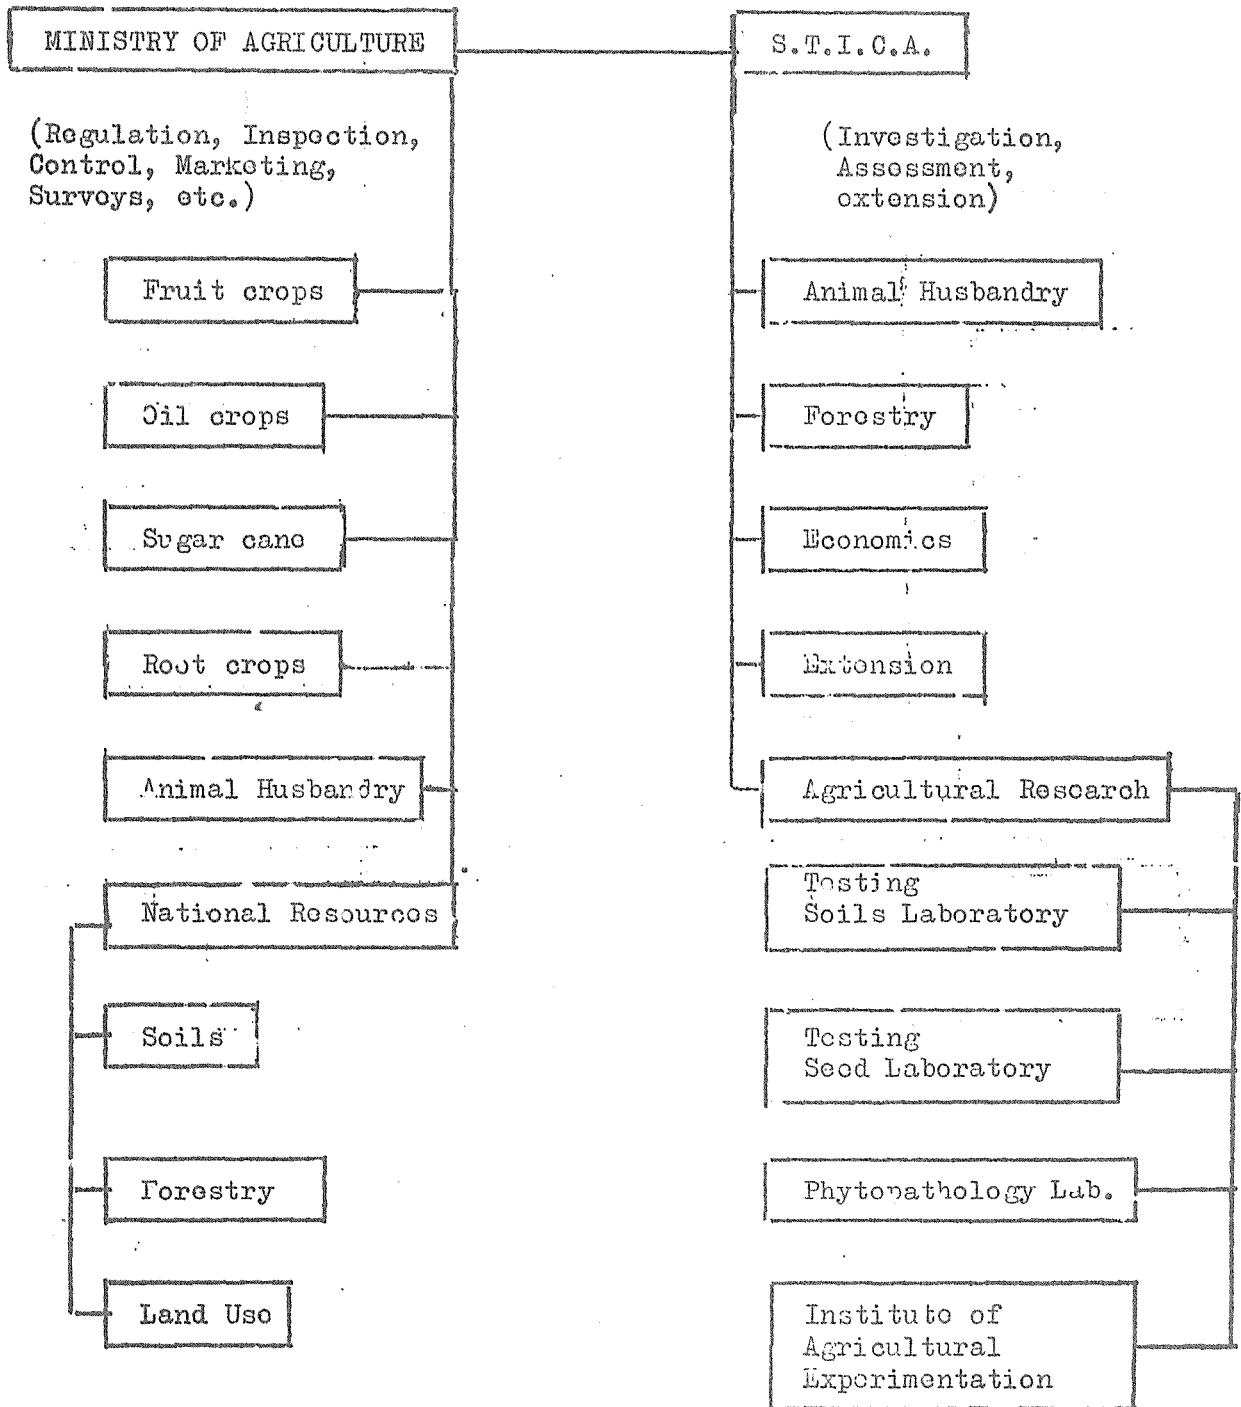 MINISTRY OF AGRICULTURE
(Regulation, Inspection,
Control, Marketing,
Surveys, etc.)
Fruit crops
Oil crops
Sugar cane
Root crops
Animal Husbandry
National Resources
Soils
Forestry
Land Use
S.T.I.C.A.
(Investigation,
Assessment,
extension)
Animal Husbandry
Forestry
Economics
Extension
Agricultural Research
Testing
Soils Laboratory
Testing
Seed Laboratory
Phytopathology Lab.
Institute of
Agricultural
Experimentation